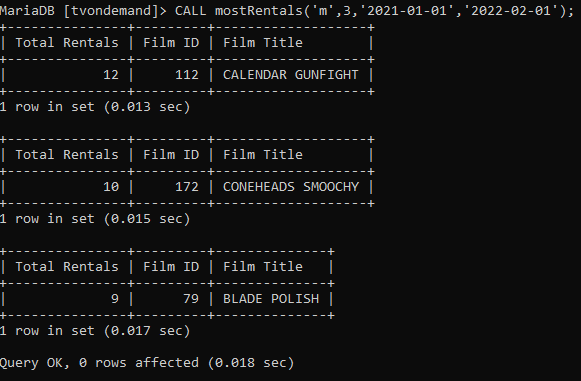 MariaDB [tvondemand]> CALL mostRentals('m',3,'2021-01-01','2022-02-01');
+---------------+---------+-------------------+
| Total Rentals | Film ID | Film Title        |
+---------------+---------+-------------------+
|            12 |     112 | CALENDAR GUNFIGHT |
+---------------+---------+-------------------+
1 row in set (0.013 sec)

+---------------+---------+-------------------+
| Total Rentals | Film ID | Film Title        |
+---------------+---------+-------------------+
|            10 |     172 | CONEHEADS SMOOCHY |
+---------------+---------+-------------------+
1 row in set (0.015 sec)

+---------------+---------+--------------+
| Total Rentals | Film ID | Film Title   |
+---------------+---------+--------------+
|             9 |      79 | BLADE POLISH |
+---------------+---------+--------------+
1 row in set (0.017 sec)

Query OK, 0 rows affected (0.018 sec)